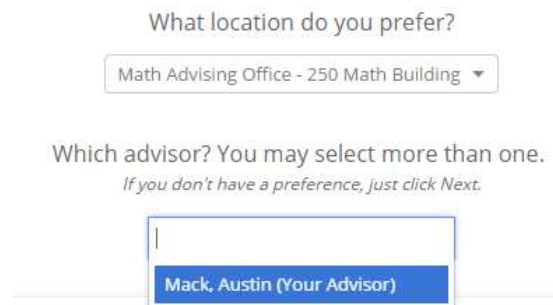 What location do you prefer?
Math Advising Office - 250 Math Building
Which advisor? You may select more than one.
If you don't have a preference, just click Next.
Mack, Austin (Your Advisor)